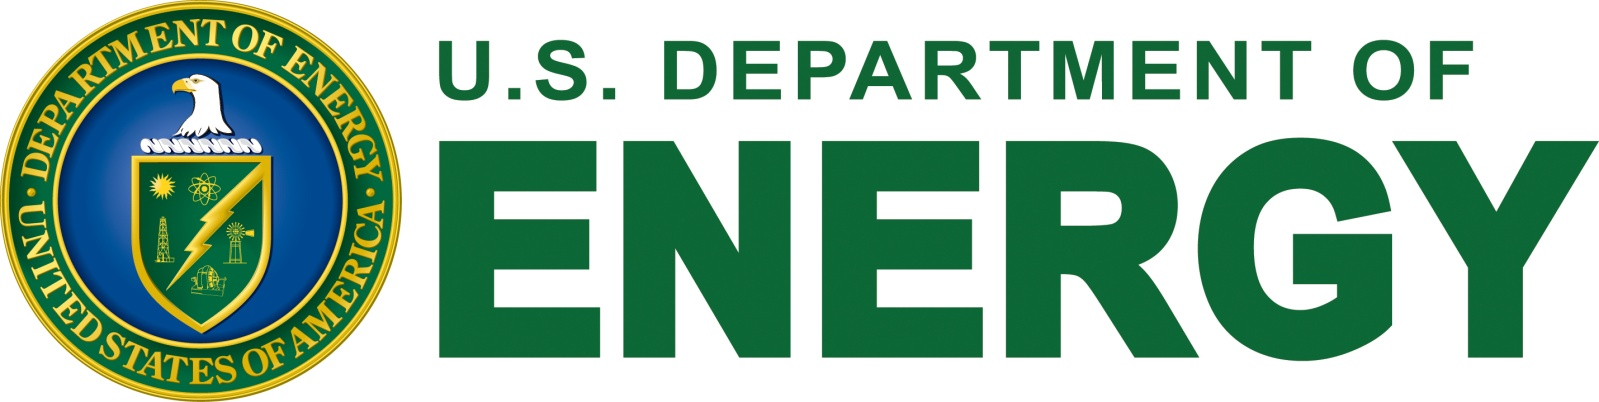 DEPARTMENT OF ENERGY
UNITED STATES OF AMERICA
U.S. DEPARTMENT OF
ENERGY